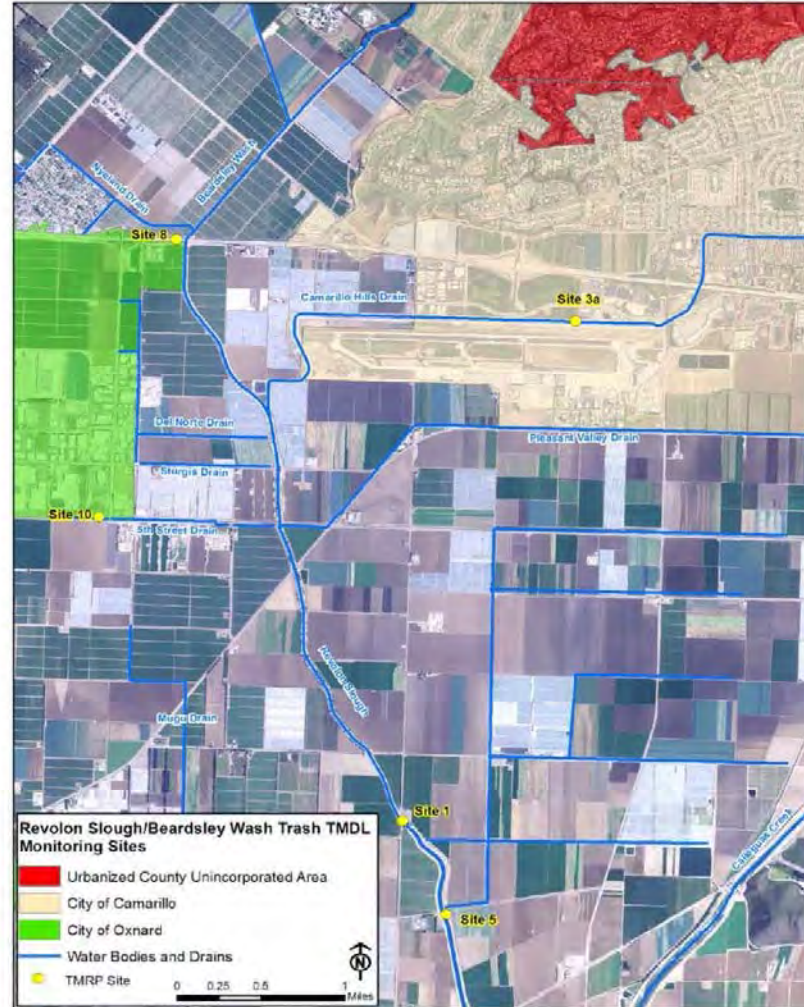 Nyeland Drain
Beardsley Wash
Site 8
Camarillo Hills Drain
Site 3a
Del Norte Drain
Pleasant Valley Drain
Sturgis Drain
Site 10
5th Street Drain
Revolon Slough
Mugu Drain
Site 1
Calleguas Creek
Site 5
Revolon Slough/Beardsley Wash Trash TMDL
Monitoring Sites
Urbanized County Unincorporated Area
City of Camarillo
City of Oxnard
Water Bodies and Drains
TMRP Site
N
0 0.25 0.5 1
Miles